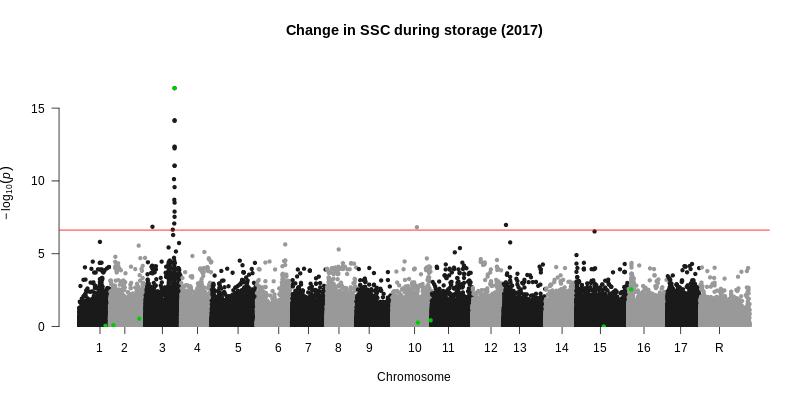 Change in SSC during storage (2017)
15
10
5
0
−log10(p)
1 2 3 4 5 6 7 8 9 10 11 12 13 14 15 16 17 R
Chromosome